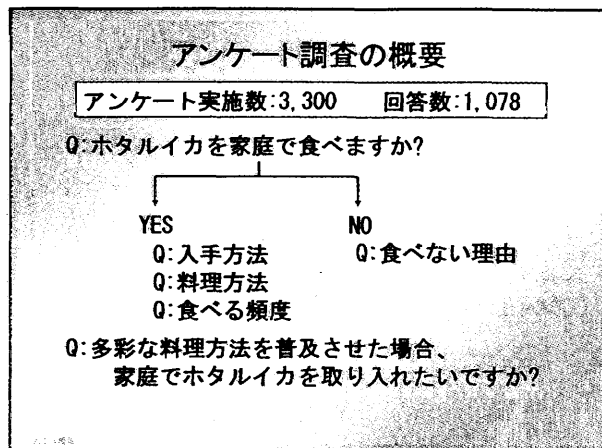 アンケート調査の概要
アンケート実施数:3,300 回答数:1,078
Q:ホタルイカを家庭で食べますか?
YES NO
Q:入手方法 Q:食べない理由
Q:料理方法
Q:食べる頻度
Q:多彩な料理方法を普及させた場合、
家庭でホタルイカを取り入れたいですか?